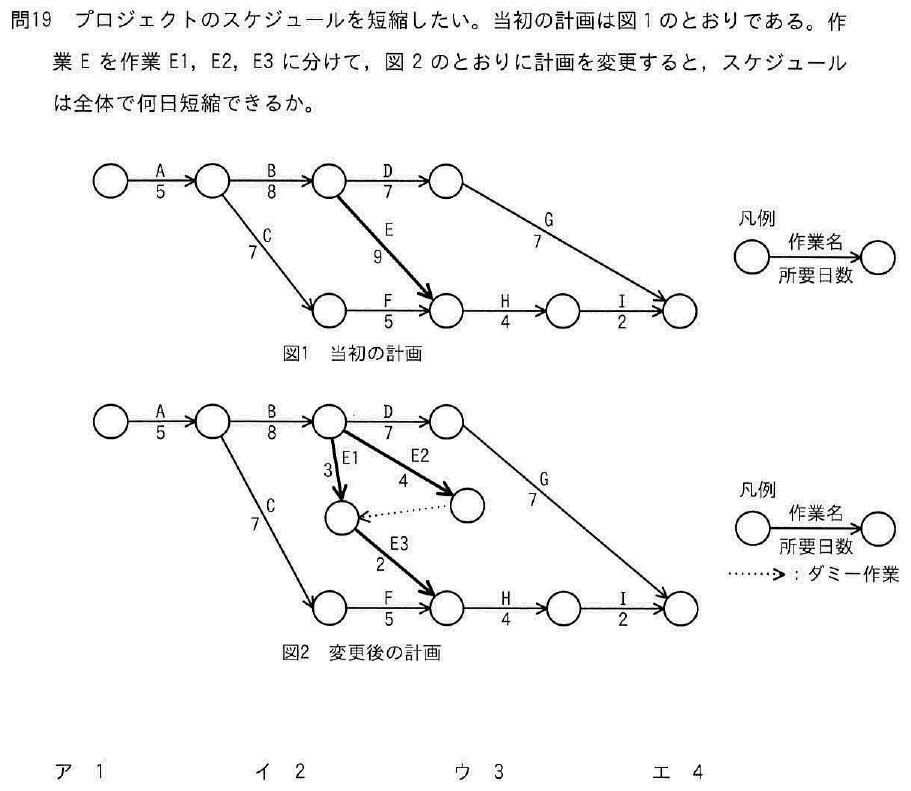 問19 プロジェクトのスケジュールを短縮したい。当初の計画は図1のとおりである。作
業Eを作業E1，E2，E3に分けて，図2のとおりに計画を変更すると，スケジュール
は全体で何日短縮できるか。
A
5
B
8
D
7
C
7
E
9
G
7
F
5
H
4
I
2
凡例
作業名
所要日数
図1 当初の計画
A
5
B
8
D
7
E1
3
E2
4
C
7
G
7
E3
2
F
5
H
4
I
2
凡例
作業名
所要日数
：ダミー作業
図2 変更後の計画
ア 1 イ 2 ウ 3 エ 4